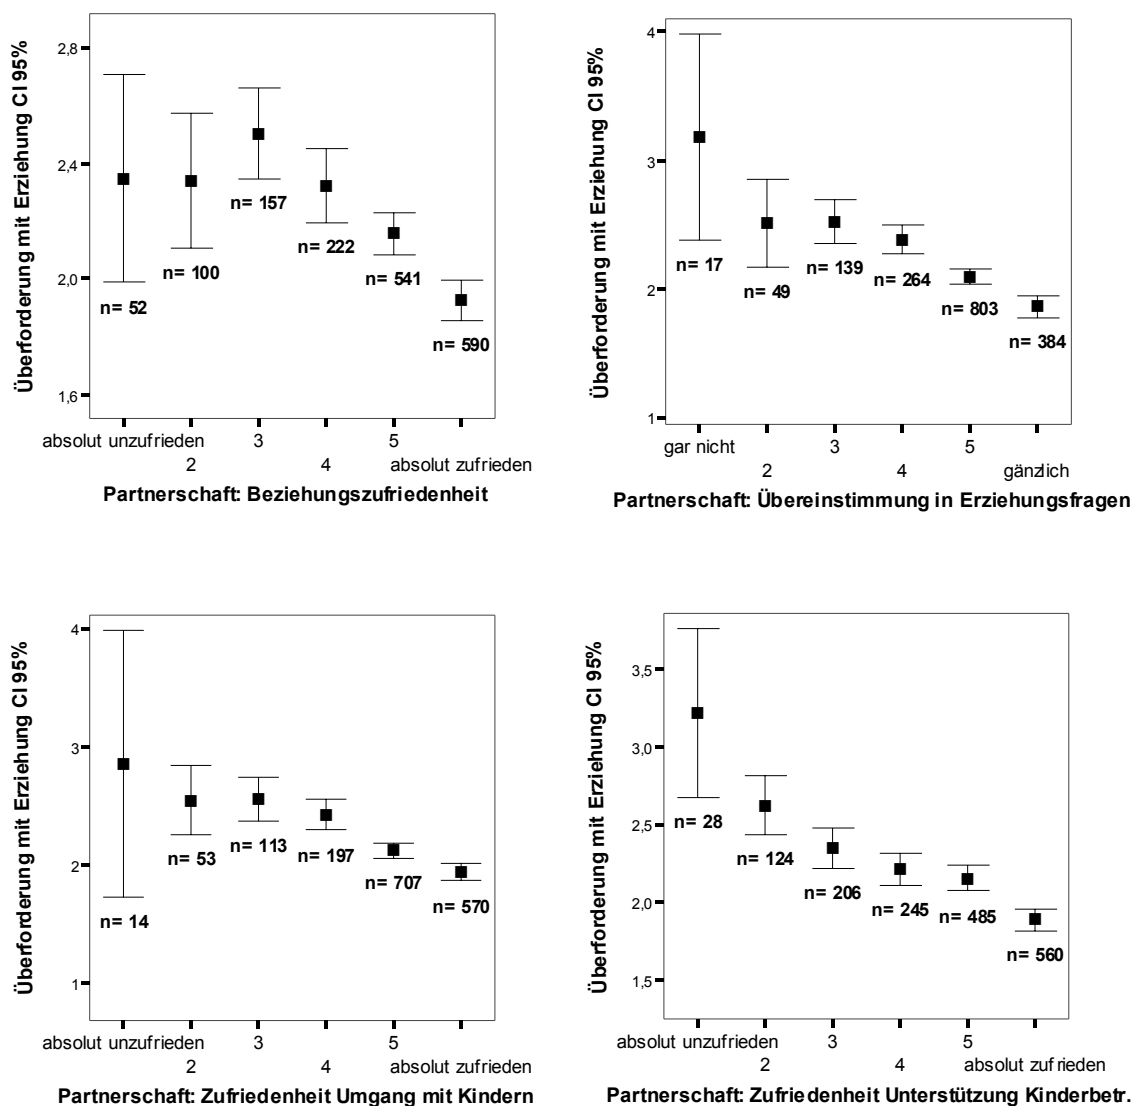 Überforderung mit Erziehung CI 95%
2,8
2,4
2,0
1,6
n= 52
n= 100
n= 157
n= 222
n= 541
n= 590
absolut unzufrieden
2
3
4
5
absolut zufrieden
Partnerschaft: Beziehungszufriedenheit
Überforderung mit Erziehung CI 95%
4
3
2
1
n= 17
n= 49
n= 139
n= 264
n= 803
n= 384
gar nicht
2
3
4
5
gänzlich
Partnerschaft: Übereinstimmung in Erziehungsfragen
Überforderung mit Erziehung CI 95%
4
3
2
1
n= 14
n= 53
n= 113
n= 197
n= 707
n= 570
absolut unzufrieden
2
3
4
5
absolut zufrieden
Partnerschaft: Zufriedenheit Umgang mit Kindern
Überforderung mit Erziehung CI 95%
3,5
3,0
2,5
2,0
1,5
n= 28
n= 124
n= 206
n= 245
n= 485
n= 560
absolut unzufrieden
2
3
4
5
absolut zufrieden
Partnerschaft: Zufriedenheit Unterstützung Kinderbetr.